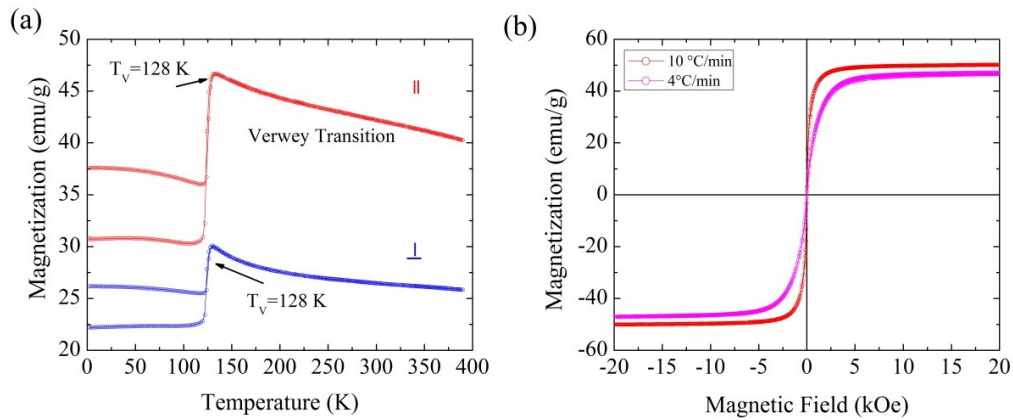 (a)
50
45
40
35
30
25
20
Magnetization (emu/g)
T_V=128 K
||
Verwey Transition
⊥
T_V=128 K
0 50 100 150 200 250 300 350 400
Temperature (K)
(b)
60
40
20
0
-20
-40
-60
Magnetization (emu/g)
10 °C/min
4°C/min
-20 -15 -10 -5 0 5 10 15 20
Magnetic Field (kOe)